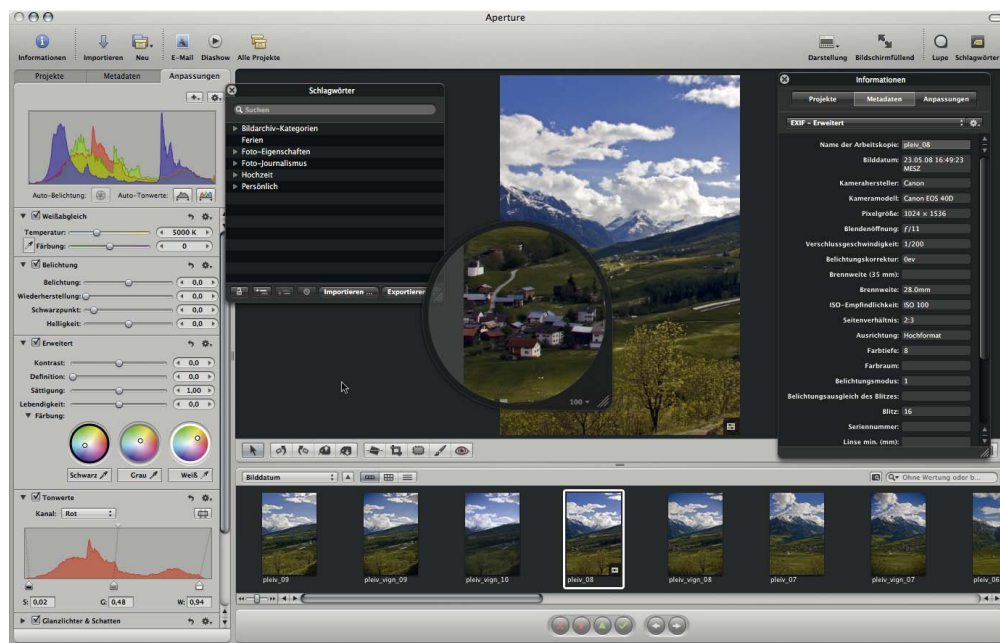 Aperture
Informationen Importieren Neu E-Mail Diashow Alle Projekte Darstellung Bildschirmfüllend Lupe Schlagwörter
Projekte Metadaten Anpassungen
Auto-Belichtung: Auto-Tonwerte:
Weißabgleich
Temperatur: 5000 K
Färbung: 0
Belichtung
Belichtung: 0,0
Wiederherstellung: 0,0
Schwarzpunkt: 0,0
Helligkeit: 0,0
Erweitert
Kontrast: 0,0
Definition: 0,0
Sättigung: 1,00
Lebendigkeit: 0,0
Färbung:
Schwarz Grau Weiß
Tonwerte
Kanal: Rot
S: 0,02 G: 0,48 W: 0,94
Glanzlichter & Schatten
Schlagwörter
Suchen
Bildarchiv-Kategorien
Ferien
Foto-Eigenschaften
Foto-Journalismus
Hochzeit
Persönlich
Importieren ... Exportieren
100
Informationen
Projekte Metadaten Anpassungen
EXIF - Erweitert
Name der Arbeitskopie: pleiv_08
Bilddatum: 23.05.08 16:49:23
MESZ
Kamerahersteller: Canon
Kameramodell: Canon EOS 40D
Pixelgröße: 1024 × 1536
Blendenöffnung: ƒ/11
Verschlussgeschwindigkeit: 1/200
Belichtungskorrektur: 0ev
Brennweite (35 mm):
Brennweite: 28.0mm
ISO-Empfindlichkeit: ISO 100
Seitenverhältnis: 2:3
Ausrichtung: Hochformat
Farbtiefe: 8
Farbraum:
Belichtungsmodus: 1
Belichtungsausgleich des Blitzes:
Blitz: 16
Seriennummer:
Linse min. (mm):
Bilddatum Ohne Wertung oder b...
pleiv_09 pleiv_vign_09 pleiv_vign_10 pleiv_08 pleiv_vign_08 pleiv_07 pleiv_vign_07 pleiv_06